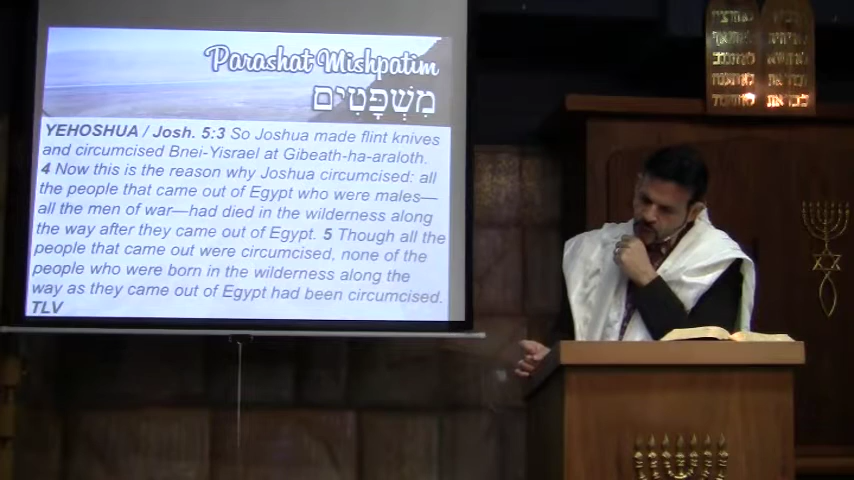 Parashat Mishpatim
מִשְׁפָּטִים
YEHOSHUA / Josh. 5:3 So Joshua made flint knives
and circumcised Bnei-Yisrael at Gibeath-ha-araloth.
4 Now this is the reason why Joshua circumcised: all
the people that came out of Egypt who were males—
all the men of war—had died in the wilderness along
the way after they came out of Egypt. 5 Though all the
people that came out were circumcised, none of the
people who were born in the wilderness along the
way as they came out of Egypt had been circumcised.
TLV